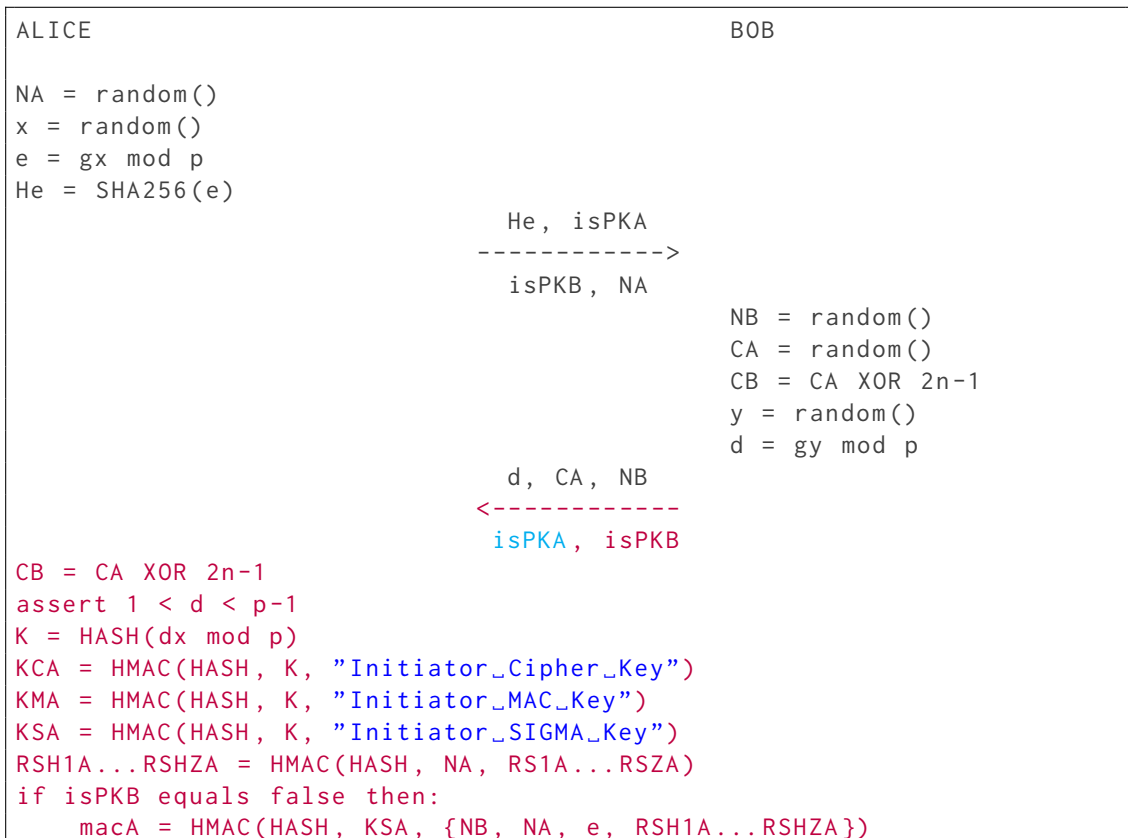 ALICE BOB
NA = random()
x = random()
e = gx mod p
He = SHA256(e)
He, isPKA
------------>
isPKB, NA
NB = random()
CA = random()
CB = CA XOR 2n-1
y = random()
d = gy mod p
d, CA, NB
<------------
isPKA, isPKB
CB = CA XOR 2n-1
assert 1 < d < p-1
K = HASH(dx mod p)
KCA = HMAC(HASH, K, ”Initiator␣Cipher␣Key”)
KMA = HMAC(HASH, K, ”Initiator␣MAC␣Key”)
KSA = HMAC(HASH, K, ”Initiator␣SIGMA␣Key”)
RSH1A...RSHZA = HMAC(HASH, NA, RS1A...RSZA)
if isPKB equals false then:
macA = HMAC(HASH, KSA, {NB, NA, e, RSH1A...RSHZA})